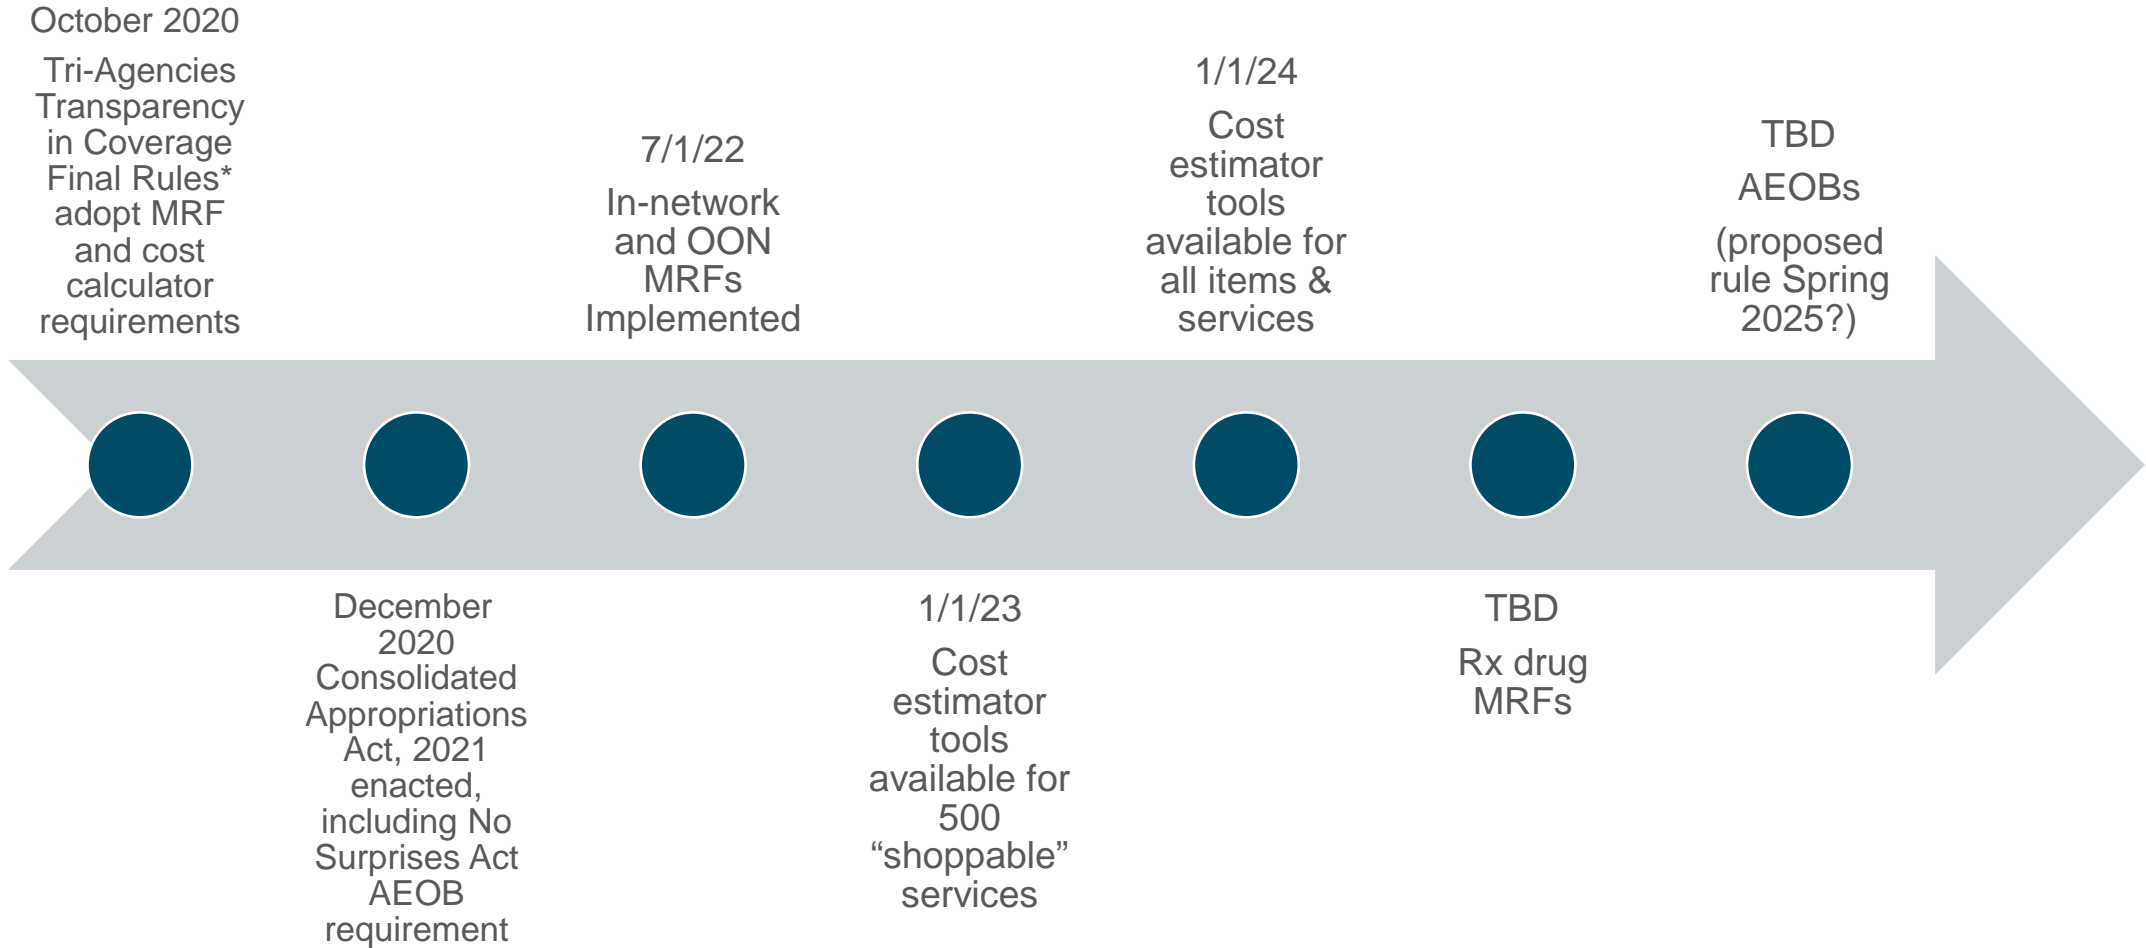 October 2020
Tri-Agencies
Transparency
in Coverage
Final Rules*
adopt MRF
and cost
calculator
requirements
December
2020
Consolidated
Appropriations
Act, 2021
enacted,
including No
Surprises Act
AEOB
requirement
7/1/22
In-network
and OON
MRFs
Implemented
1/1/23
Cost
estimator
tools
available for
500
“shoppable”
services
1/1/24
Cost
estimator
tools
available for
all items &
services
TBD
Rx drug
MRFs
TBD
AEOBs
(proposed
rule Spring
2025?)